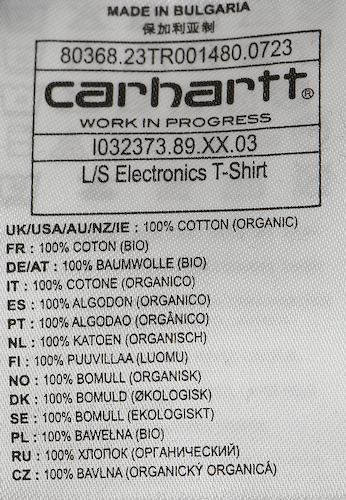 MADE IN BULGARIA
保加利亚制
80368.23TR001480.0723
carhartt®
WORK IN PROGRESS
I032373.89.XX.03
L/S Electronics T-Shirt
UK/USA/AU/NZ/IE : 100% COTTON (ORGANIC)
FR : 100% COTON (BIO)
DE/AT : 100% BAUMWOLLE (BIO)
IT : 100% COTONE (ORGANICO)
ES : 100% ALGODON (ORGANICO)
PT : 100% ALGODAO (ORGÂNICO)
NL : 100% KATOEN (ORGANISCH)
FI : 100% PUUVILLAA (LUOMU)
NO : 100% BOMULL (ORGANISK)
DK : 100% BOMULD (ØKOLOGISK)
SE : 100% BOMULL (EKOLOGISKT)
PL : 100% BAWEŁNA (BIO)
RU : 100% ХЛОПОК (ОРГАНИЧЕСКИЙ)
CZ : 100% BAVLNA (ORGANICKÝ ORGANICÁ)